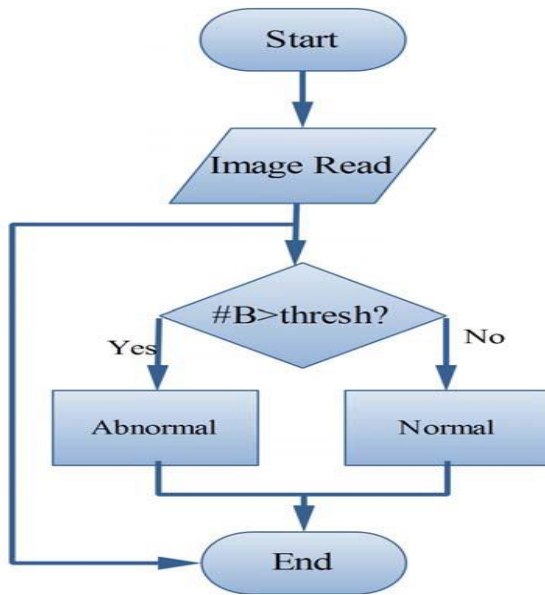 Start
Image Read
#B>thresh?
Yes
No
Abnormal
Normal
End